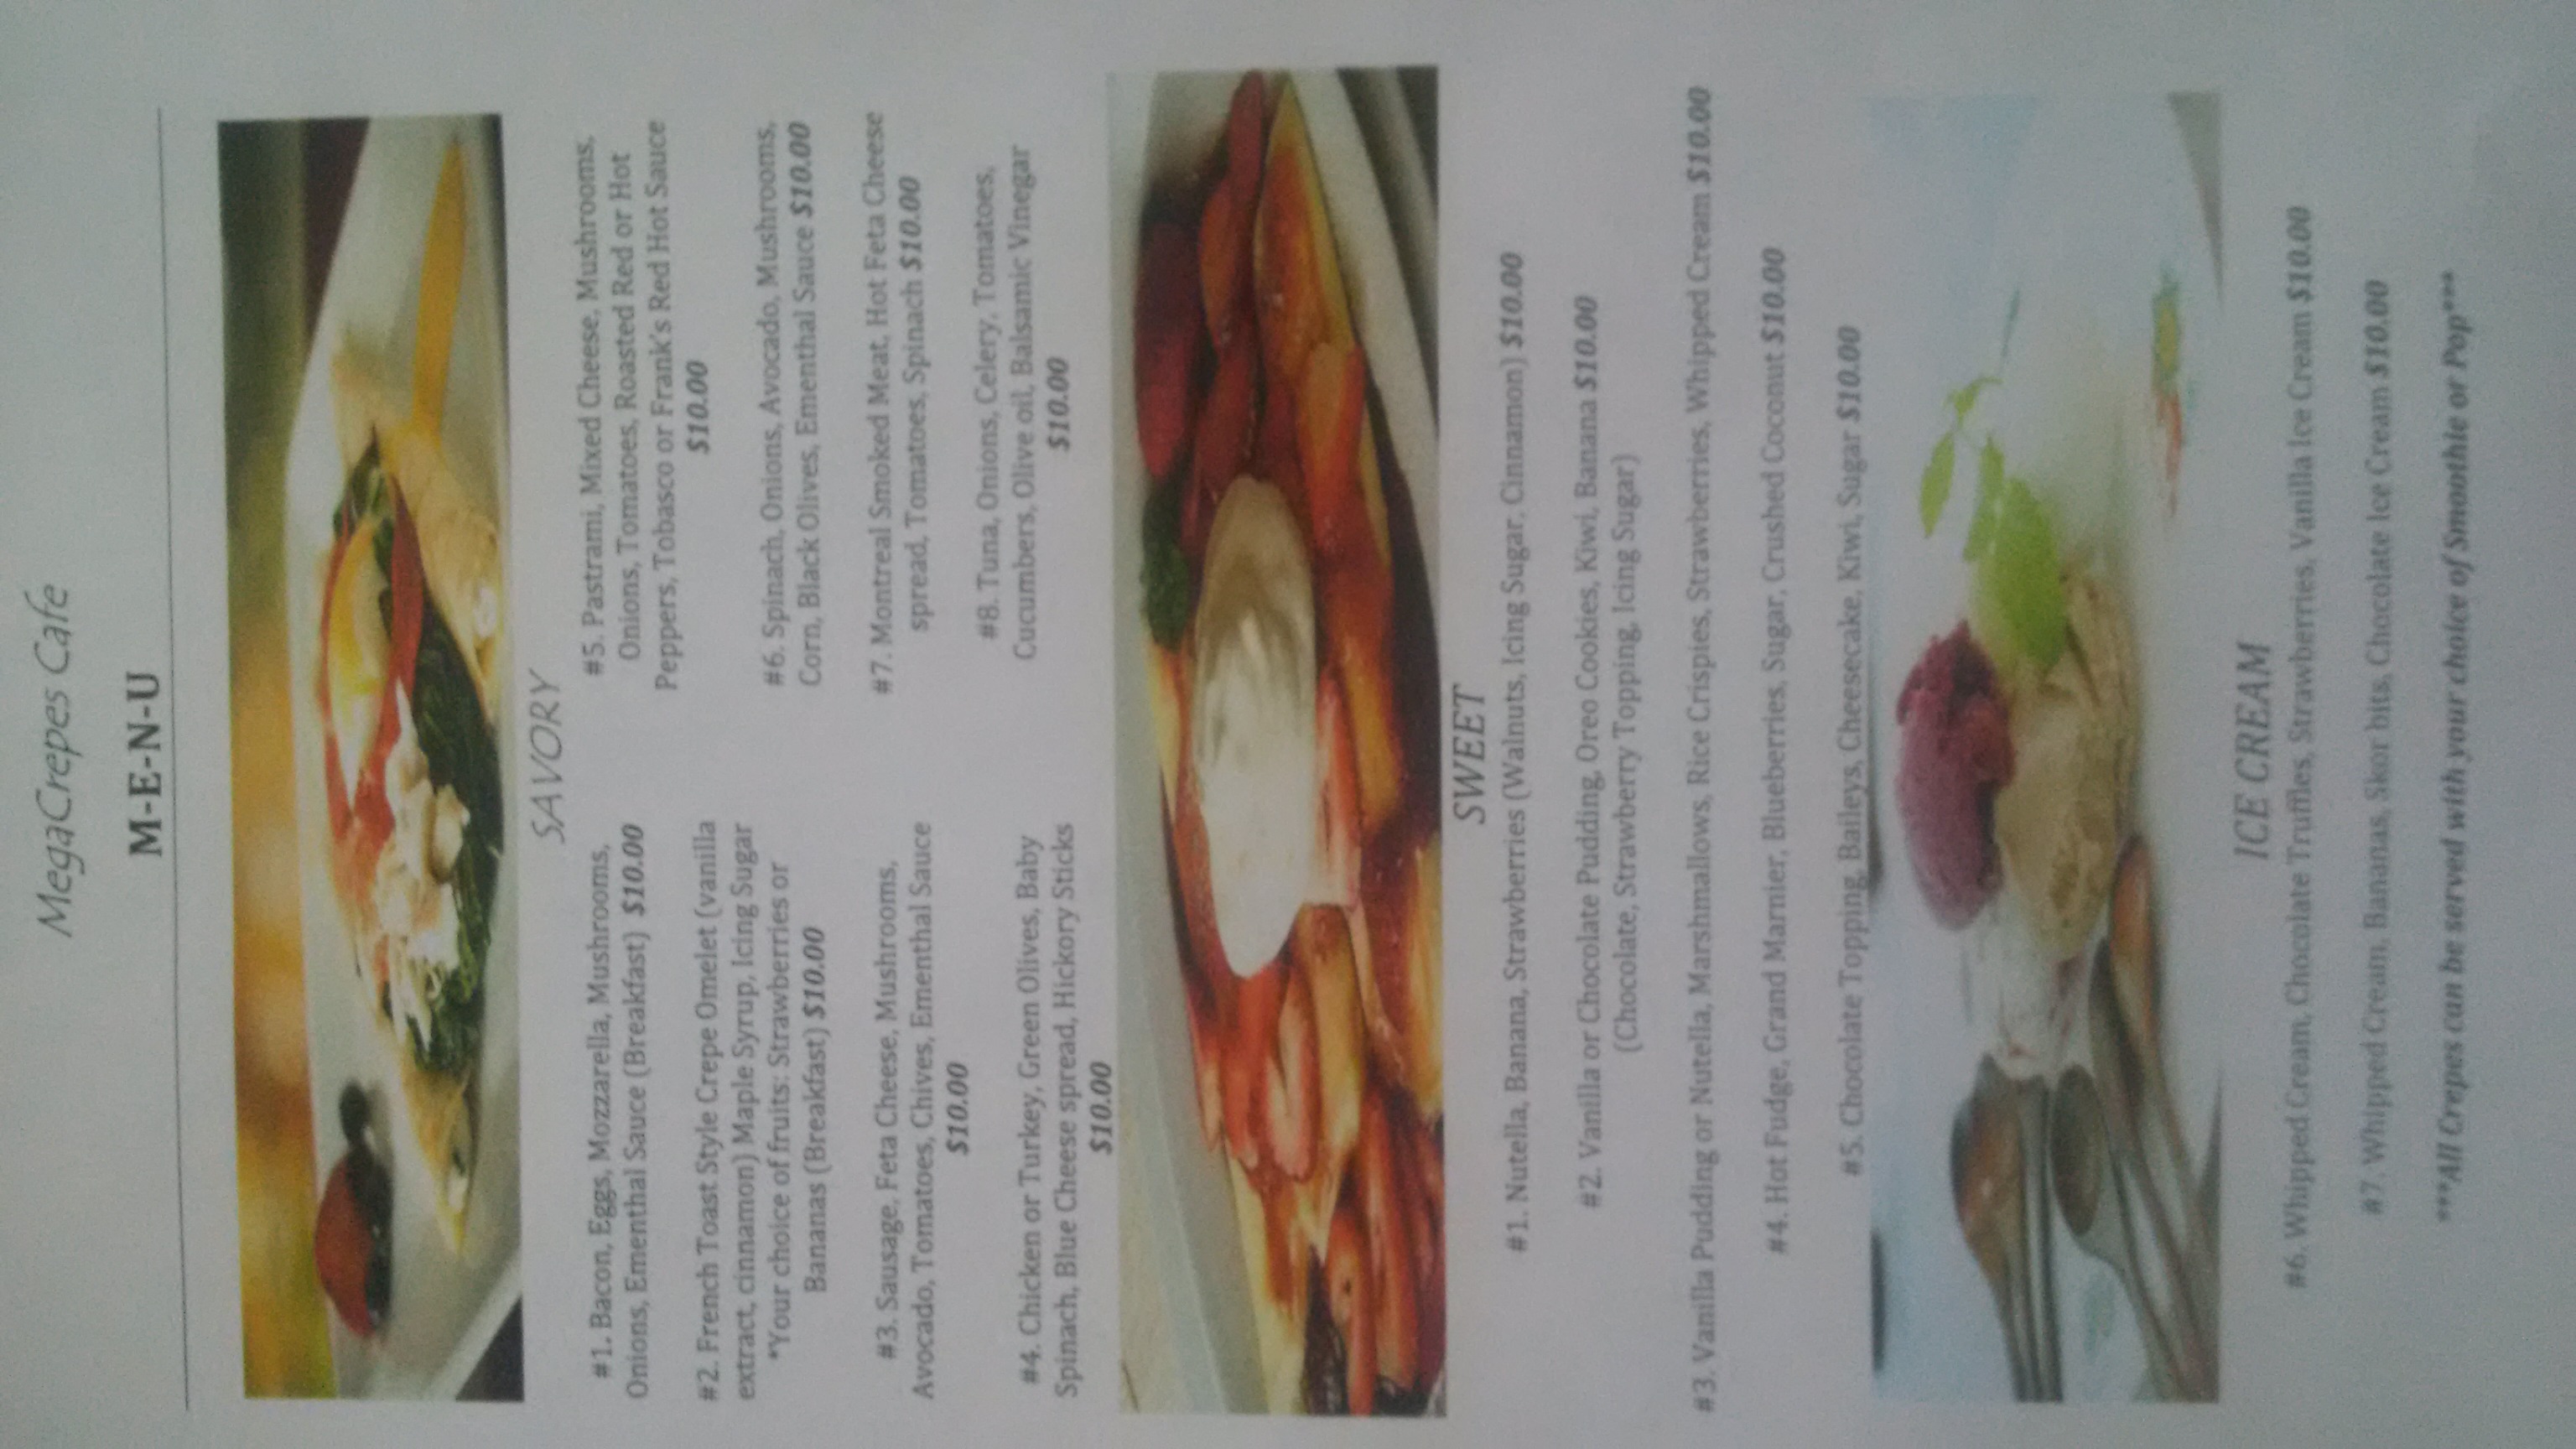 MegaCrepes Cafe
M-E-N-U
SAVORY
#1. Bacon, Eggs, Mozzarella, Mushrooms,
Onions, Ementhal Sauce (Breakfast) $10.00
#2. French Toast Style Crepe Omelet (vanilla
extract, cinnamon) Maple Syrup, Icing Sugar
*Your choice of fruits: Strawberries or
Bananas (Breakfast) $10.00
#3. Sausage, Feta Cheese, Mushrooms,
Avocado, Tomatoes, Chives, Ementhal Sauce
$10.00
#4. Chicken or Turkey, Green Olives, Baby
Spinach, Blue Cheese spread, Hickory Sticks
$10.00
#5. Pastrami, Mixed Cheese, Mushrooms,
Onions, Tomatoes, Roasted Red or Hot
Peppers, Tobasco or Frank's Red Hot Sauce
$10.00
#6. Spinach, Onions, Avocado, Mushrooms,
Corn, Black Olives, Ementhal Sauce $10.00
#7. Montreal Smoked Meat, Hot Feta Cheese
spread, Tomatoes, Spinach $10.00
#8. Tuna, Onions, Celery, Tomatoes,
Cucumbers, Olive oil, Balsamic Vinegar
$10.00
SWEET
#1. Nutella, Banana, Strawberries (Walnuts, Icing Sugar, Cinnamon) $10.00
#2. Vanilla or Chocolate Pudding, Oreo Cookies, Kiwi, Banana $10.00
(Chocolate, Strawberry Topping, Icing Sugar)
#3. Vanilla Pudding or Nutella, Marshmallows, Rice Crispies, Strawberries, Whipped Cream $10.00
#4. Hot Fudge, Grand Marnier, Blueberries, Sugar, Crushed Coconut $10.00
#5. Chocolate Topping, Baileys, Cheesecake, Kiwi, Sugar $10.00
ICE CREAM
#6. Whipped Cream, Chocolate Truffles, Strawberries, Vanilla Ice Cream $10.00
#7. Whipped Cream, Bananas, Skor bits, Chocolate Ice Cream $10.00
***All Crepes can be served with your choice of Smoothie or Pop***